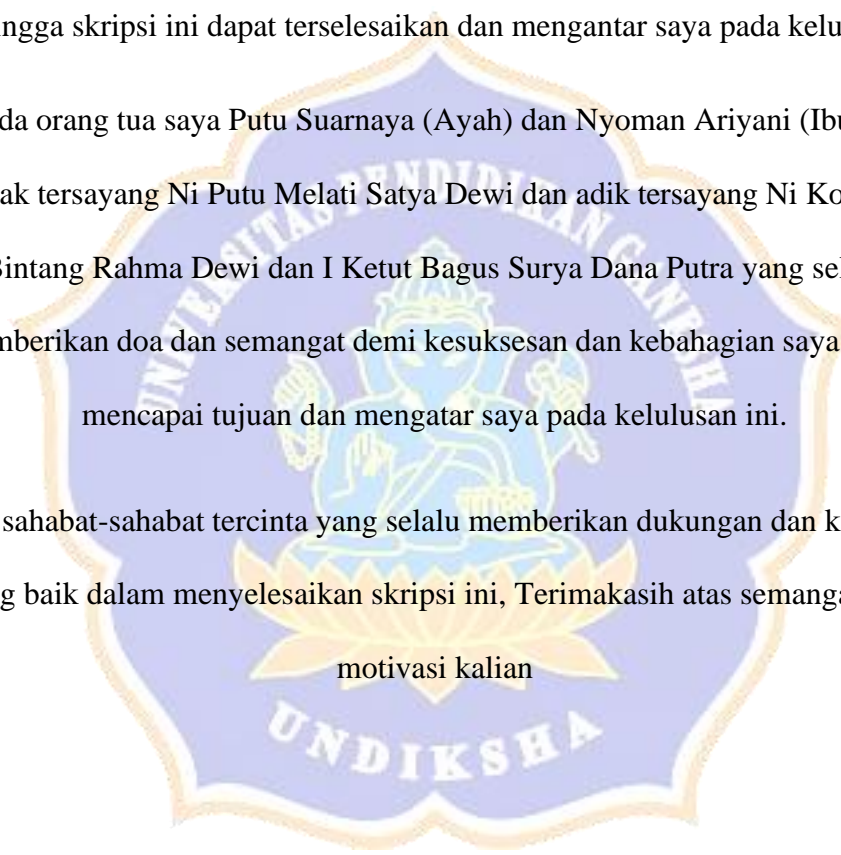 ingga skripsi ini dapat terselesaikan dan mengantar saya pada kelu
da orang tua saya Putu Suarnaya (Ayah) dan Nyoman Ariyani (Ibu
ak tersayang Ni Putu Melati Satya Dewi dan adik tersayang Ni Ko
Bintang Rahma Dewi dan I Ketut Bagus Surya Dana Putra yang sel
mberikan doa dan semangat demi kesuksesan dan kebahagian saya
mencapai tujuan dan mengatar saya pada kelulusan ini.
sahabat-sahabat tercinta yang selalu memberikan dukungan dan k
g baik dalam menyelesaikan skripsi ini, Terimakasih atas semanga
motivasi kalian
UNIVERSITAS PENDIDIKAN GANESHA
UNDIKSHA